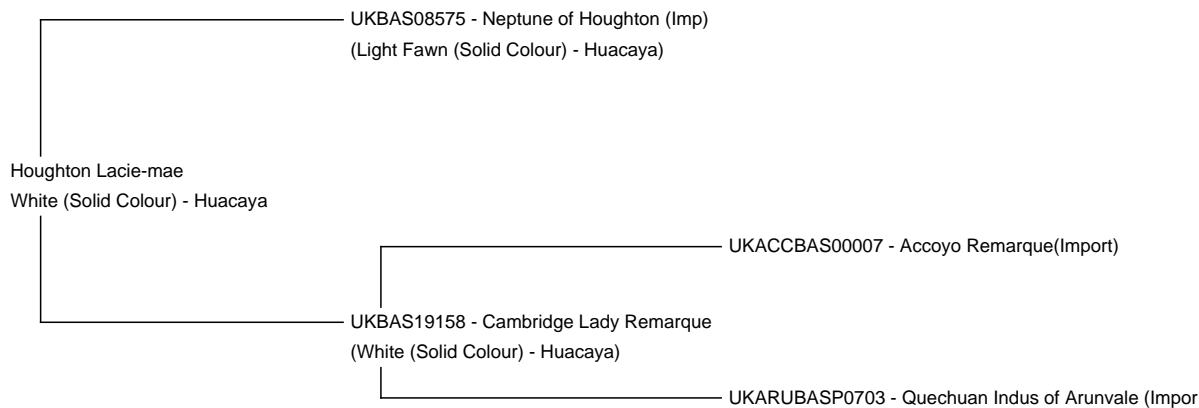 UKBAS08575 - Neptune of Houghton (Imp)
(Light Fawn (Solid Colour) - Huacaya)
Houghton Lacie-mae
White (Solid Colour) - Huacaya
UKACCBAS00007 - Accoyo Remarque(Import)
UKBAS19158 - Cambridge Lady Remarque
(White (Solid Colour) - Huacaya)
UKARUBASP0703 - Quechuan Indus of Arunvale (Impor